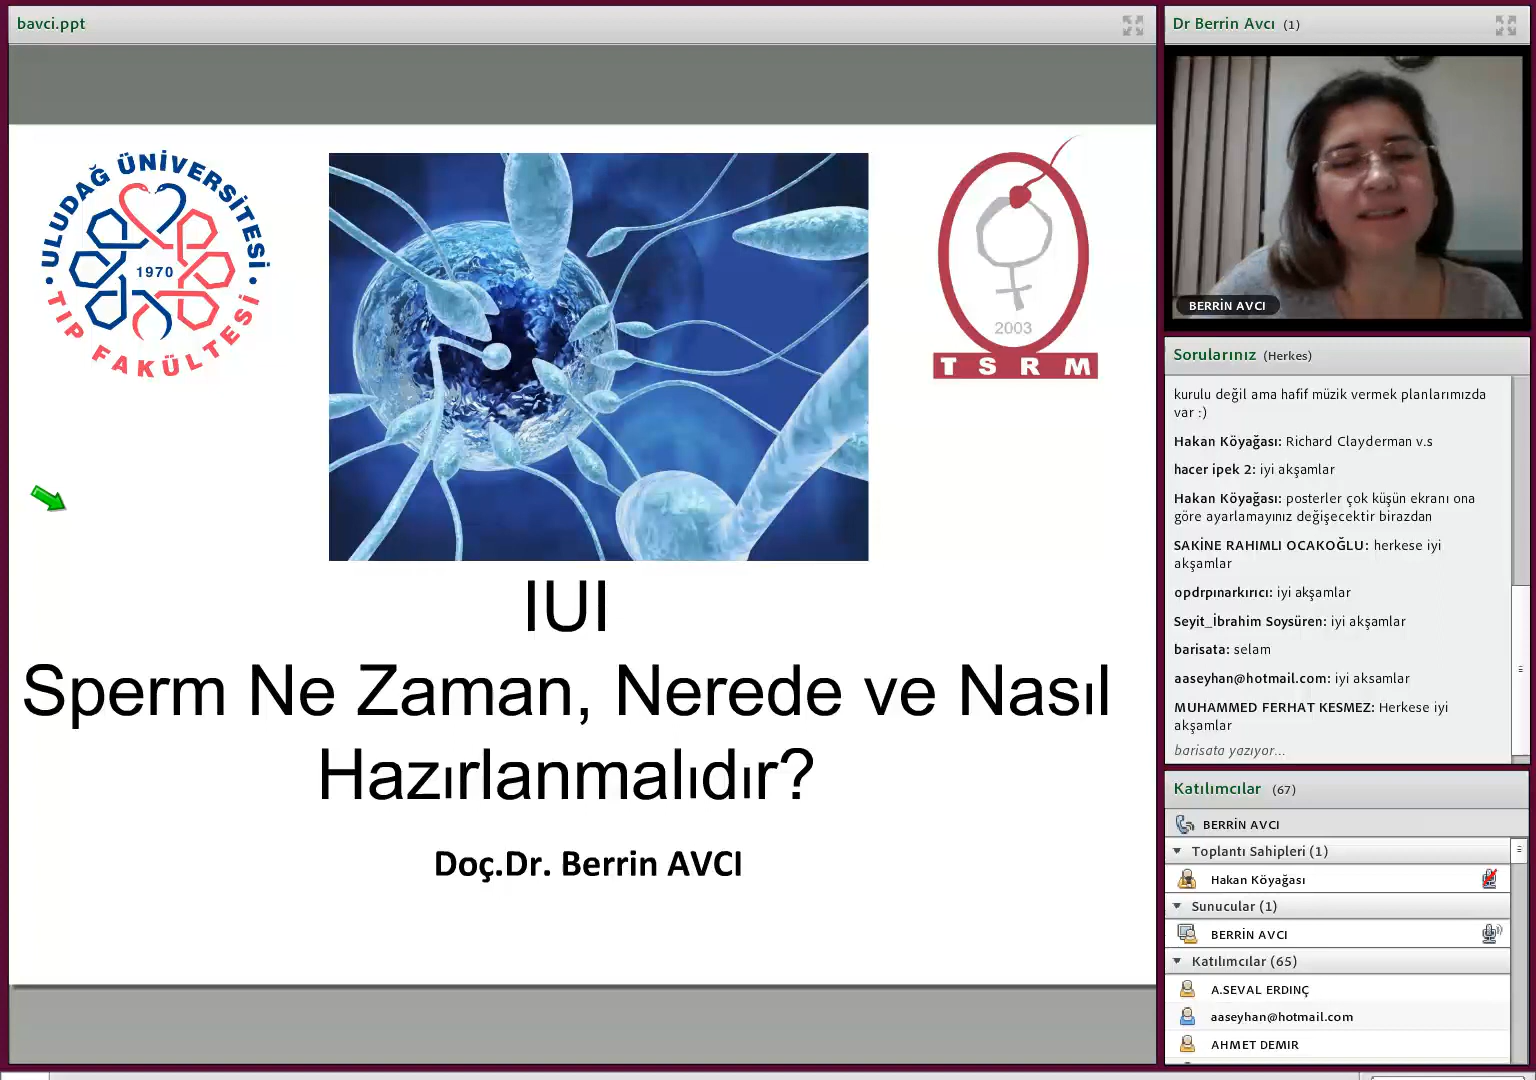 bavci.ppt
ULUDAĞ ÜNİVERSİTESİ
1970
TIP FAKÜLTESİ
2003
TSRM
IUI
Sperm Ne Zaman, Nerede ve Nasıl
Hazırlanmalıdır?
Doç.Dr. Berrin AVCI
Dr Berrin Avcı (1)
BERRİN AVCI
Sorularınız (Herkes)
kurulu değil ama hafif müzik vermek planlarımızda
var :)
Hakan Köyağası: Richard Clayderman v.s
hacer ipek 2: iyi akşamlar
Hakan Köyağası: posterler çok küşün ekranı ona
göre ayarlamayınız değişecektir birazdan
SAKİNE RAHIMLI OCAKOĞLU: herkese iyi
akşamlar
opdrpınarkırıcı: iyi akşamlar
Seyit_İbrahim Soysüren: iyi akşamlar
barisata: selam
aaseyhan@hotmail.com: iyi aksamlar
MUHAMMED FERHAT KESMEZ: Herkese iyi
akşamlar
barisata yazıyor...
Katılımcılar (67)
BERRİN AVCI
Toplantı Sahipleri (1)
Hakan Köyağası
Sunucular (1)
BERRİN AVCI
Katılımcılar (65)
A.SEVAL ERDINÇ
aaseyhan@hotmail.com
AHMET DEMIR